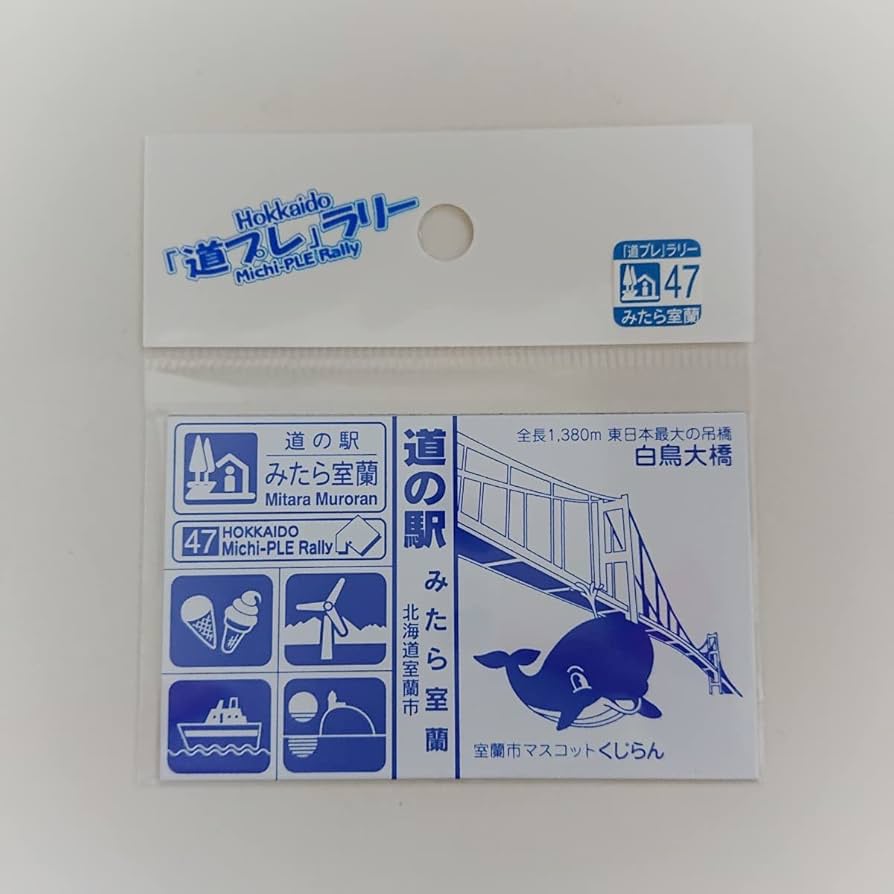 Hokkaido
「道プレ」ラリー
Michi-PLE Rally
「道プレ」ラリー
47
みたら室蘭
道の駅
みたら室蘭
Mitara Muroran
47 HOKKAIDO
Michi-PLE Rally
道の駅 みたら室蘭
北海道室蘭市
全長1,380m 東日本最大の吊橋
白鳥大橋
室蘭市マスコットくじらん